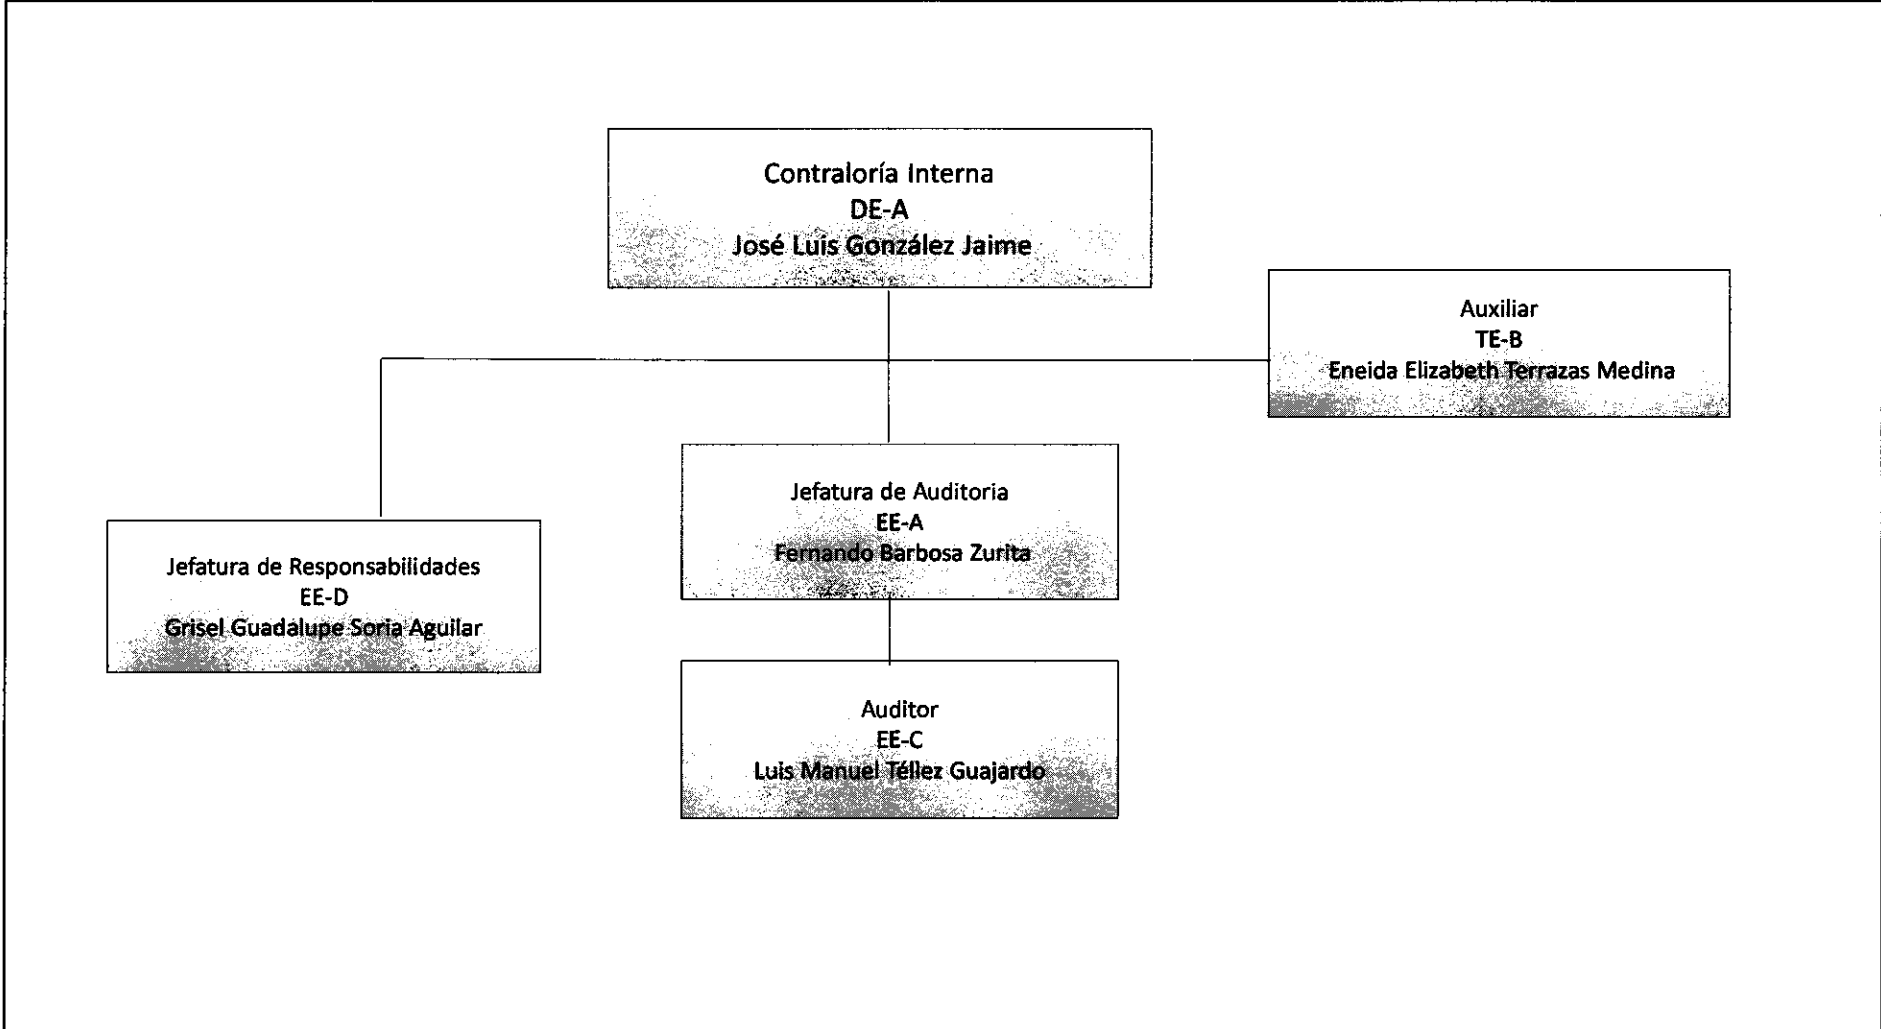 Contraloría Interna
DE-A
José Luis González Jaime
Auxiliar
TE-B
Eneida Elizabeth Terrazas Medina
Jefatura de Auditoria
EE-A
Fernando Barbosa Zurita
Jefatura de Responsabilidades
EE-D
Grisel Guadalupe Soria Aguilar
Auditor
EE-C
Luis Manuel Téllez Guajardo